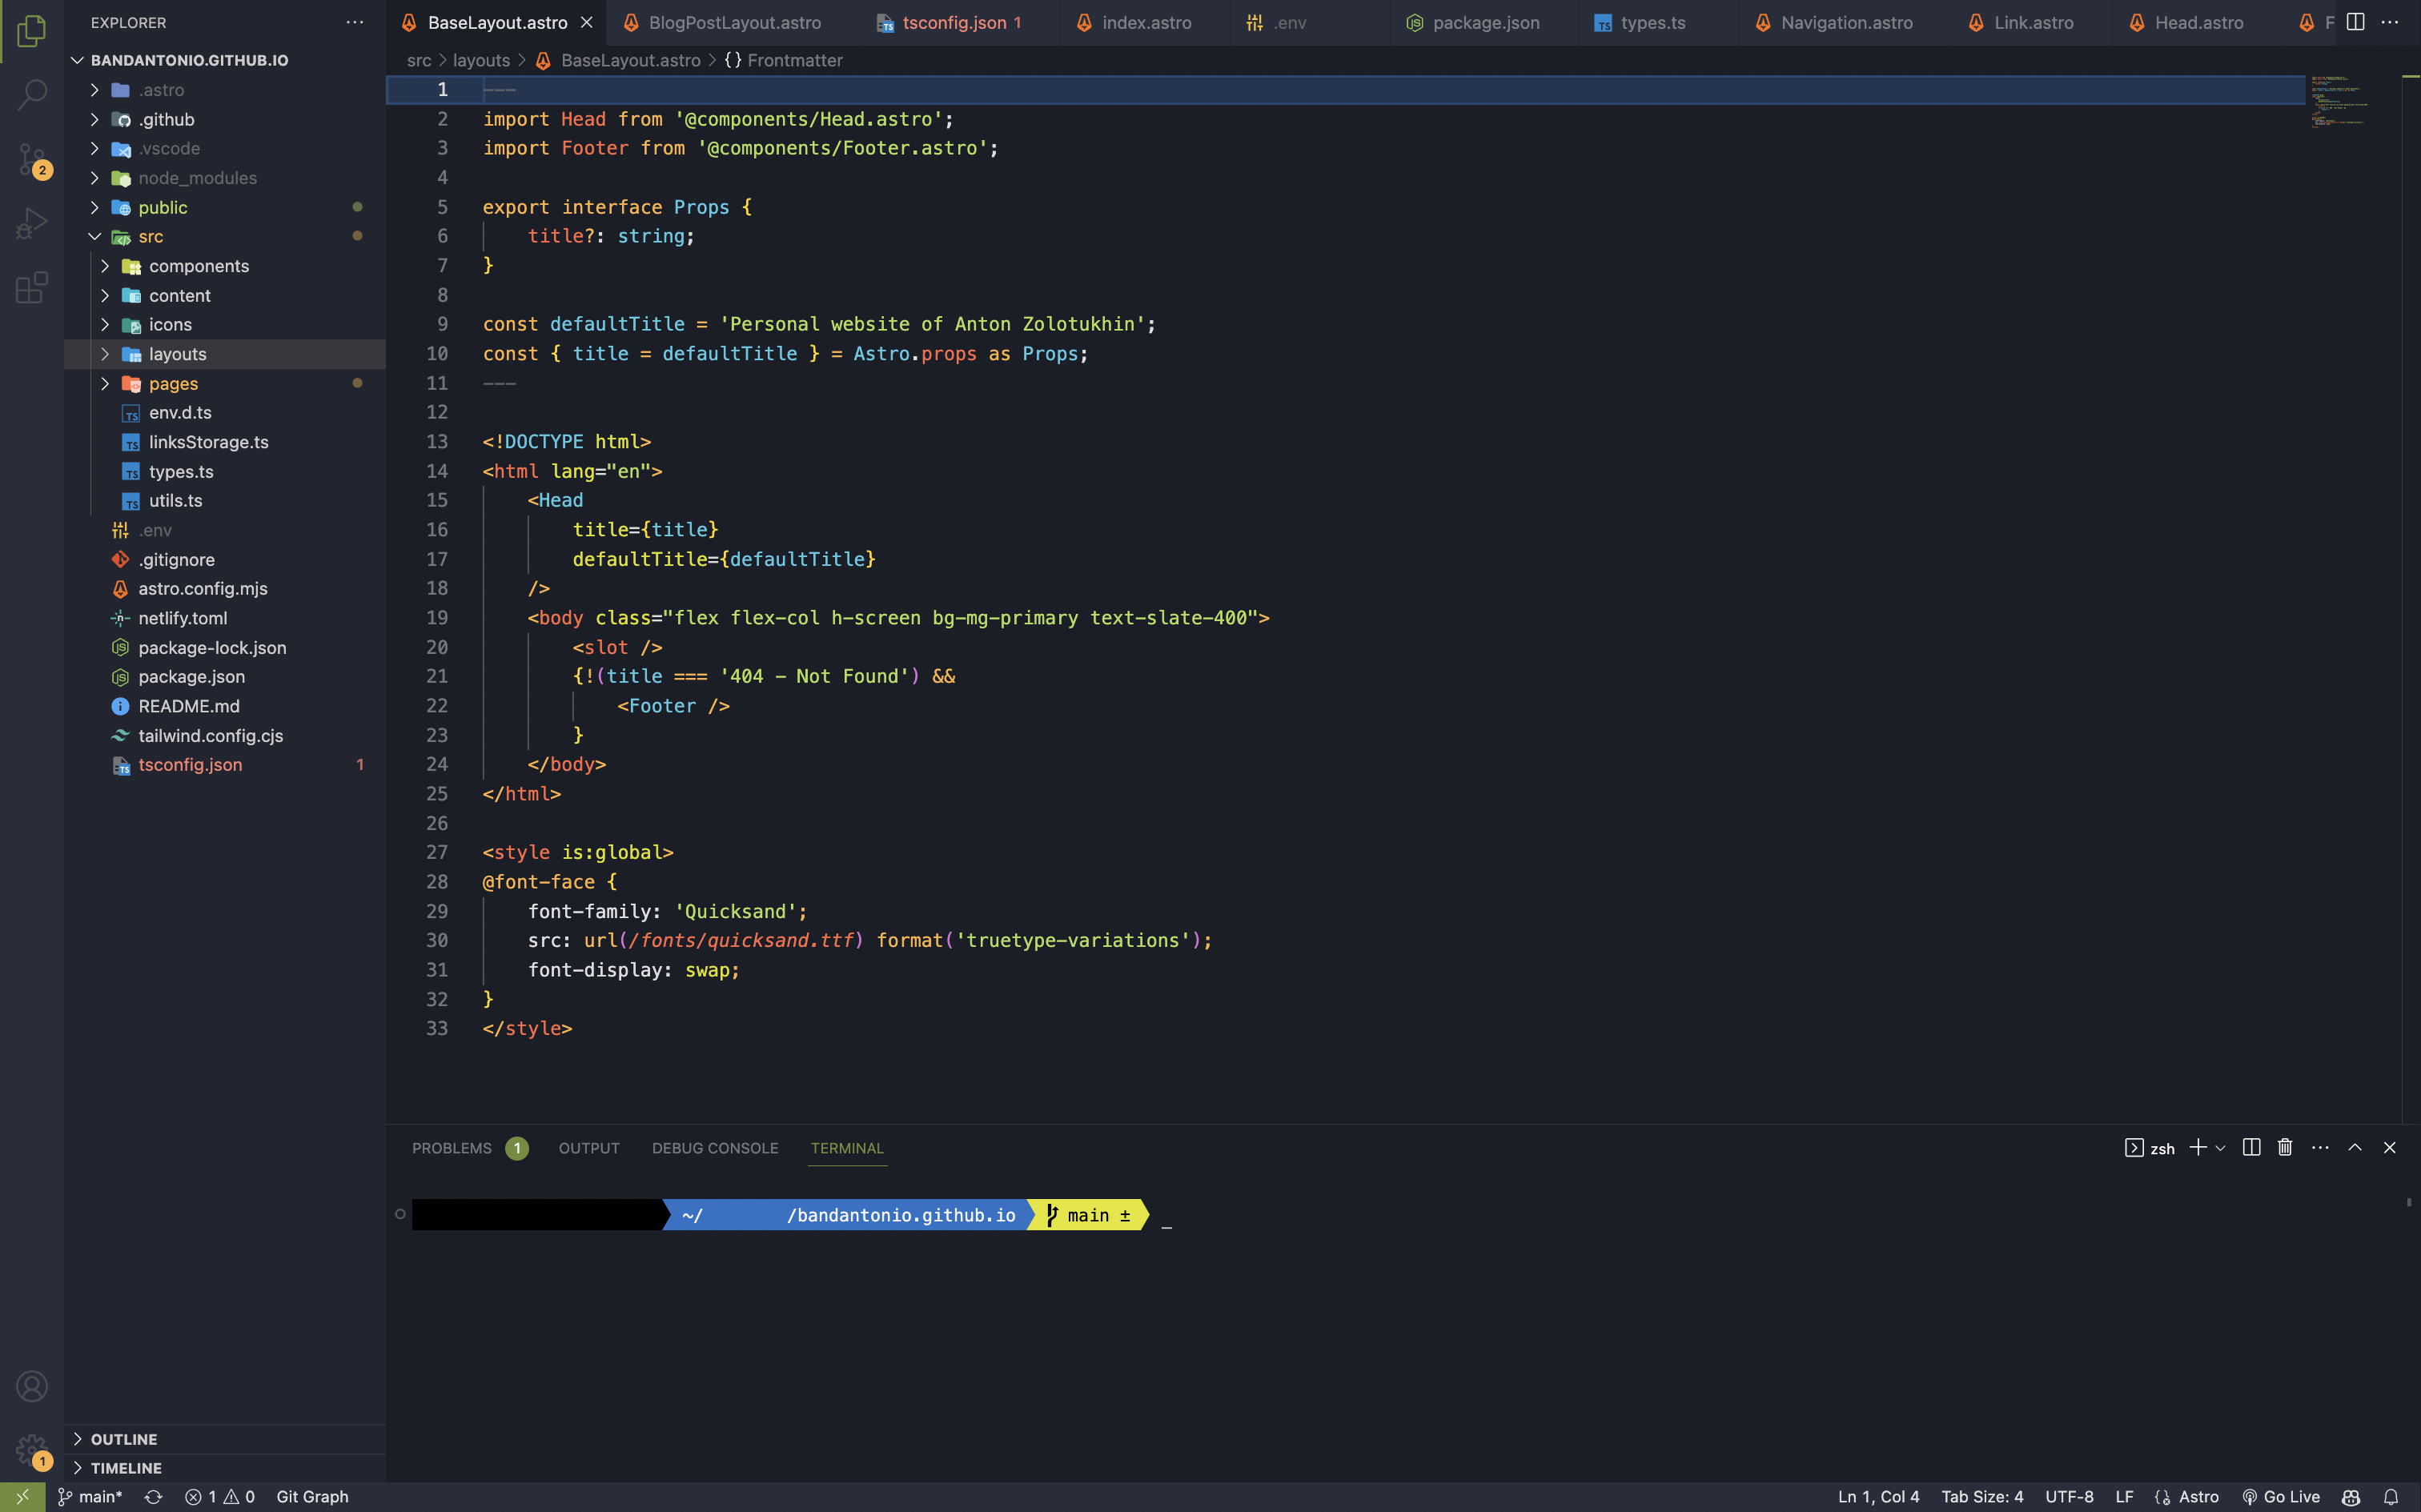 EXPLORER
BANDANTONIO.GITHUB.IO
.astro
.github
.vscode
node_modules
public
src
components
content
icons
layouts
pages
env.d.ts
linksStorage.ts
types.ts
utils.ts
.env
.gitignore
astro.config.mjs
netlify.toml
package-lock.json
package.json
README.md
tailwind.config.cjs
tsconfig.json 1
OUTLINE
TIMELINE
2
1
BaseLayout.astro BlogPostLayout.astro tsconfig.json 1 index.astro .env package.json types.ts Navigation.astro Link.astro Head.astro F
src > layouts > BaseLayout.astro > {} Frontmatter
1 ---
2 import Head from '@components/Head.astro';
3 import Footer from '@components/Footer.astro';
4
5 export interface Props {
6 title?: string;
7 }
8
9 const defaultTitle = 'Personal website of Anton Zolotukhin';
10 const { title = defaultTitle } = Astro.props as Props;
11 ---
12
13 <!DOCTYPE html>
14 <html lang="en">
15 <Head
16 title={title}
17 defaultTitle={defaultTitle}
18 />
19 <body class="flex flex-col h-screen bg-mg-primary text-slate-400">
20 <slot />
21 {!(title === '404 - Not Found') &&
22 <Footer />
23 }
24 </body>
25 </html>
26
27 <style is:global>
28 @font-face {
29 font-family: 'Quicksand';
30 src: url(/fonts/quicksand.ttf) format('truetype-variations');
31 font-display: swap;
32 }
33 </style>
PROBLEMS 1 OUTPUT DEBUG CONSOLE TERMINAL zsh
~/ /bandantonio.github.io main ± _
main* 1 0 Git Graph Ln 1, Col 4 Tab Size: 4 UTF-8 LF Astro Go Live